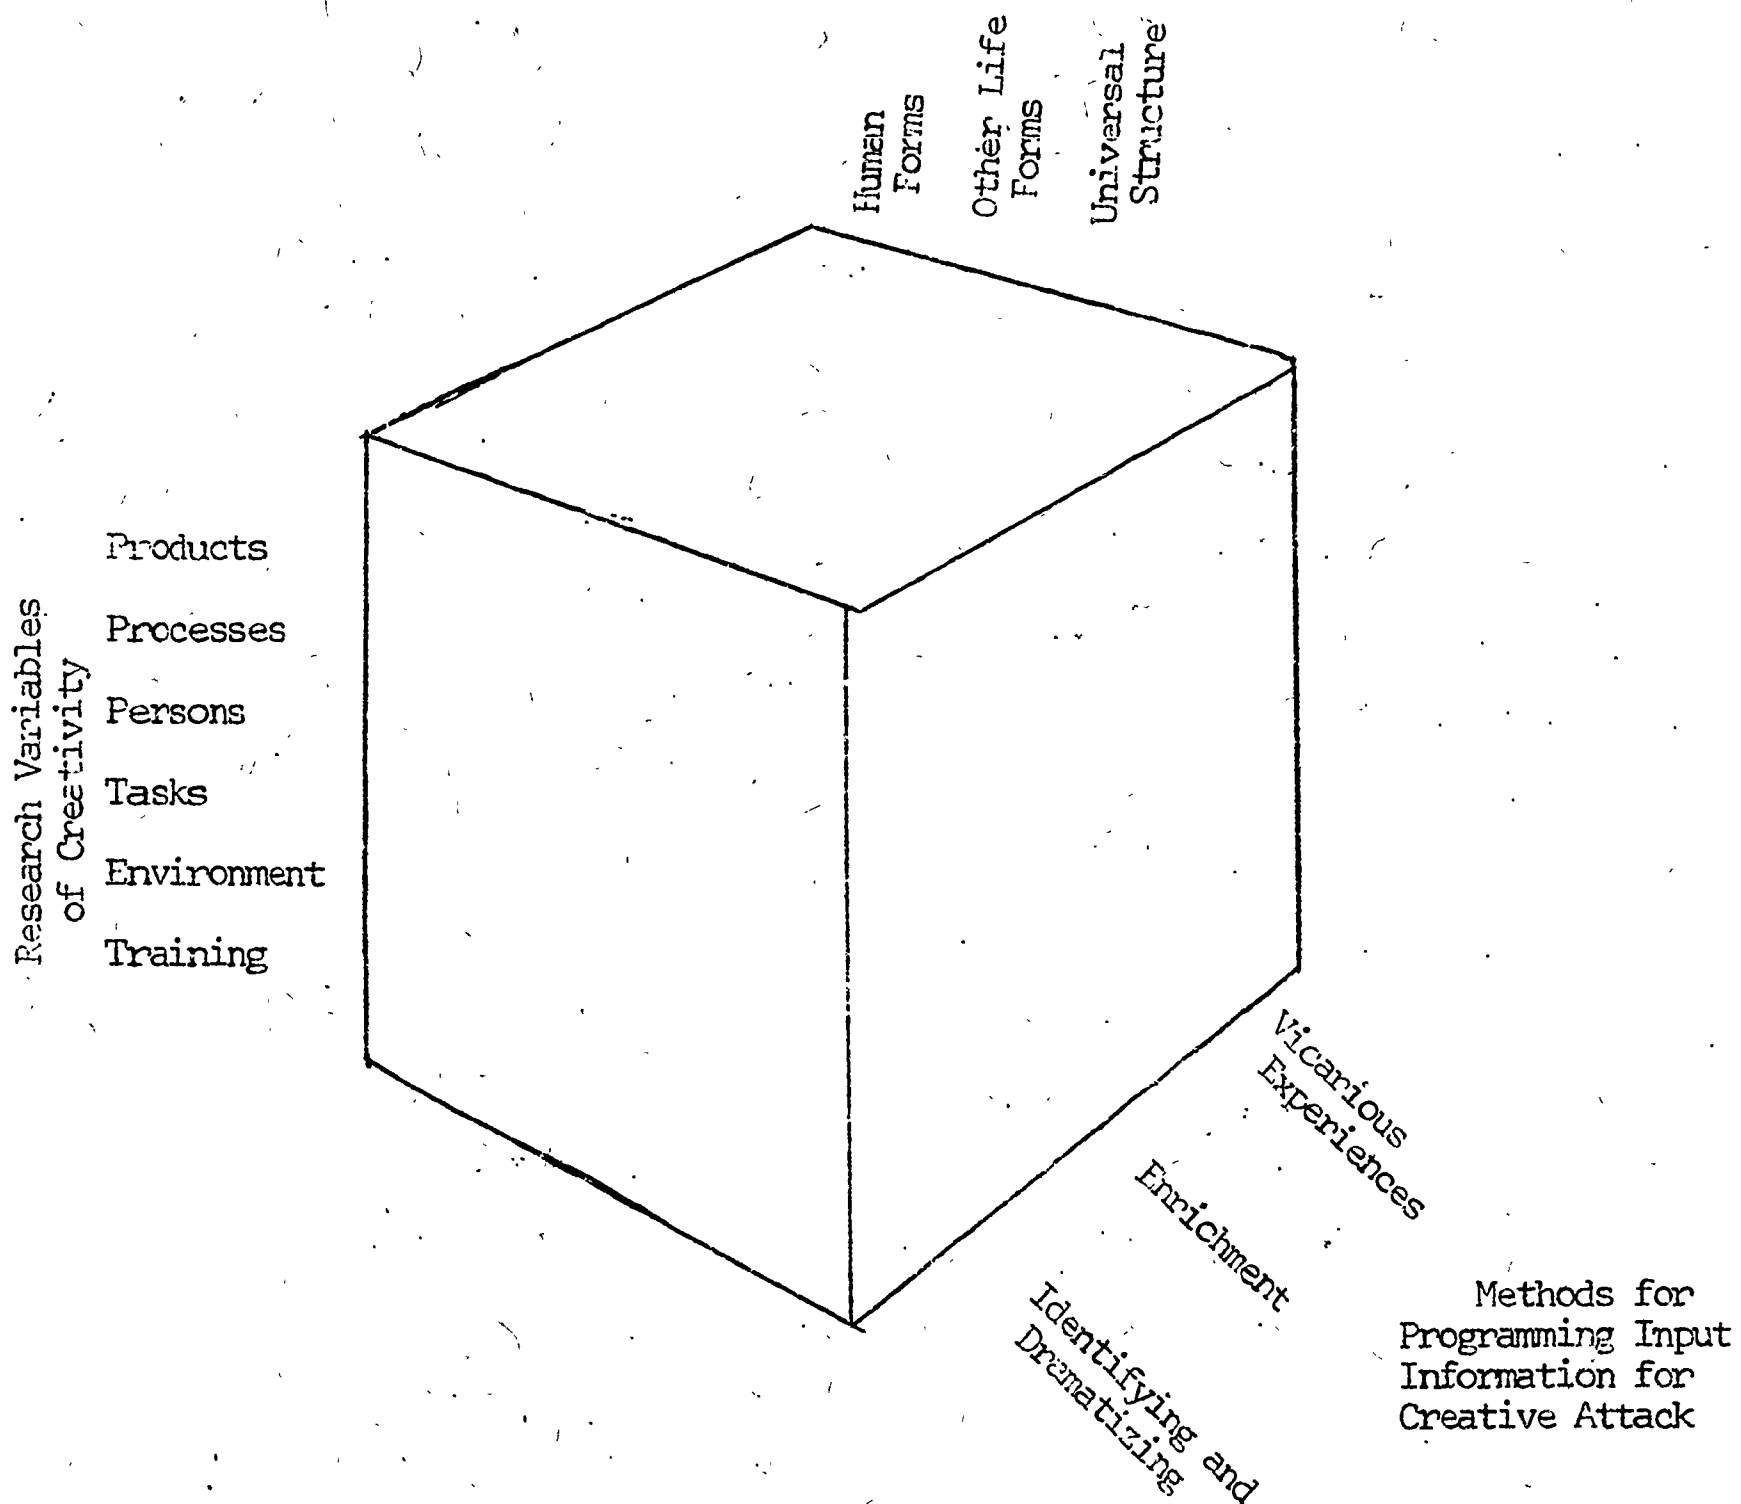 Human
Forms
Other Life
Forms
Universal
Structure
Research Variables
of Creativity
Products
Processes
Persons
Tasks
Environment
Training
Vicarious
Experiences
Enrichment
Identifying and
Dramatizing
Methods for
Programming Input
Information for
Creative Attack